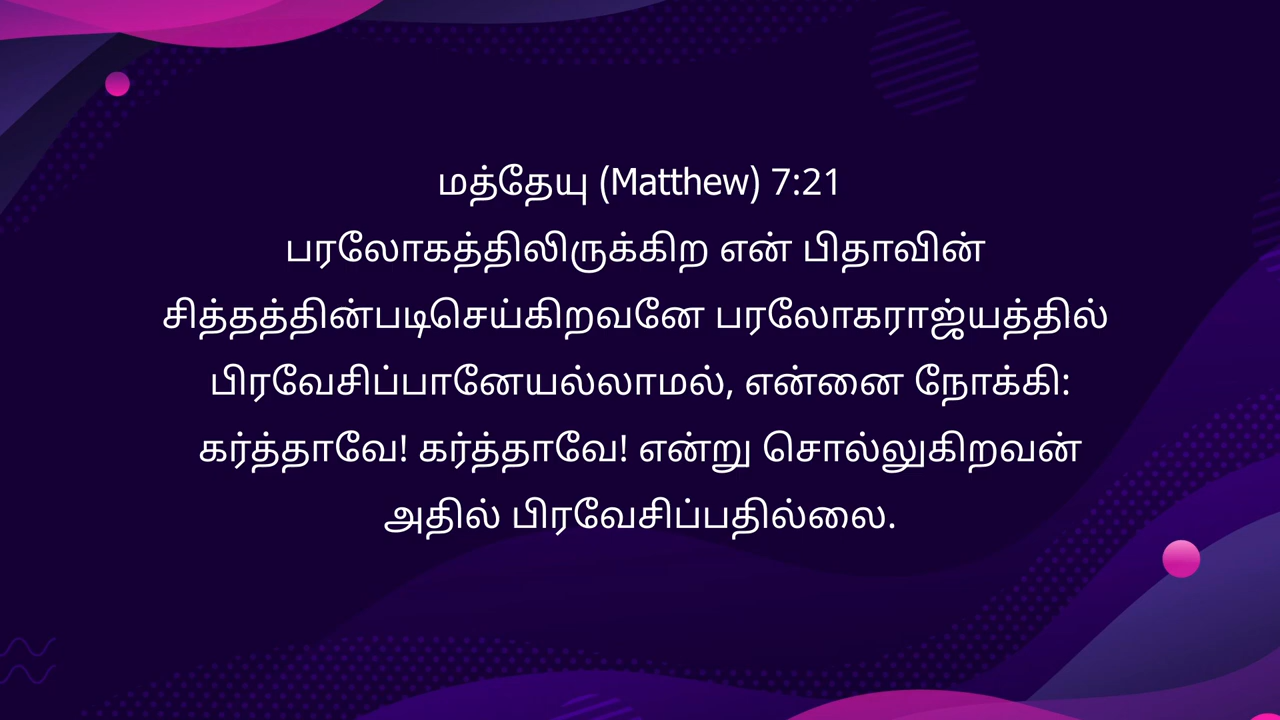 மத்தேயு (Matthew) 7:21
பரலோகத்திலிருக்கிற என் பிதாவின்
சித்தத்தின்படிசெய்கிறவனே பரலோகராஜ்யத்தில்
பிரவேசிப்பானேயல்லாமல், என்னை நோக்கி:
கர்த்தாவே! கர்த்தாவே! என்று சொல்லுகிறவன்
அதில் பிரவேசிப்பதில்லை.